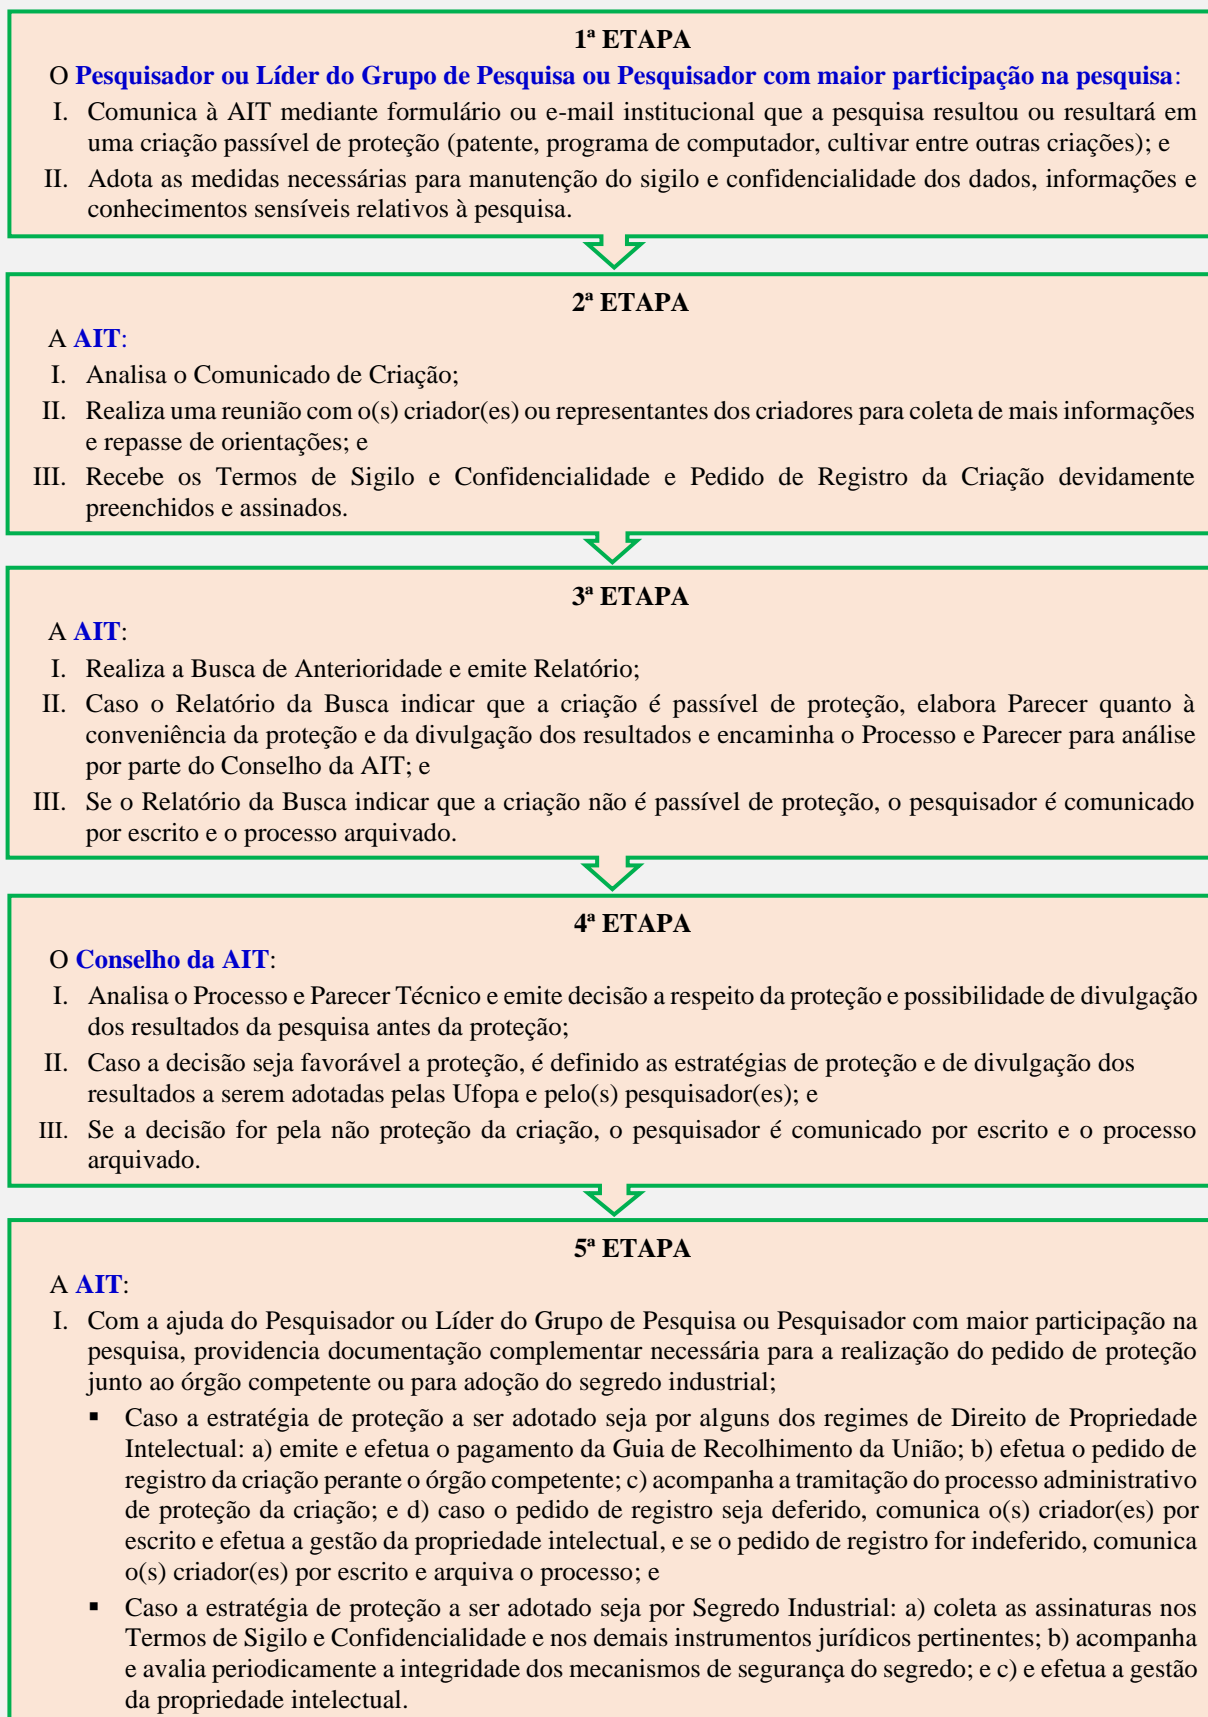 1ª ETAPA
O Pesquisador ou Líder do Grupo de Pesquisa ou Pesquisador com maior participação na pesquisa:
I. Comunica à AIT mediante formulário ou e-mail institucional que a pesquisa resultou ou resultará em
uma criação passível de proteção (patente, programa de computador, cultivar entre outras criações); e
II. Adota as medidas necessárias para manutenção do sigilo e confidencialidade dos dados, informações e
conhecimentos sensíveis relativos à pesquisa.
2ª ETAPA
A AIT:
I. Analisa o Comunicado de Criação;
II. Realiza uma reunião com o(s) criador(es) ou representantes dos criadores para coleta de mais informações
e repasse de orientações; e
III. Recebe os Termos de Sigilo e Confidencialidade e Pedido de Registro da Criação devidamente
preenchidos e assinados.
3ª ETAPA
A AIT:
I. Realiza a Busca de Anterioridade e emite Relatório;
II. Caso o Relatório da Busca indicar que a criação é passível de proteção, elabora Parecer quanto à
conveniência da proteção e da divulgação dos resultados e encaminha o Processo e Parecer para análise
por parte do Conselho da AIT; e
III. Se o Relatório da Busca indicar que a criação não é passível de proteção, o pesquisador é comunicado
por escrito e o processo arquivado.
4ª ETAPA
O Conselho da AIT:
I. Analisa o Processo e Parecer Técnico e emite decisão a respeito da proteção e possibilidade de divulgação
dos resultados da pesquisa antes da proteção;
II. Caso a decisão seja favorável a proteção, é definido as estratégias de proteção e de divulgação dos
resultados a serem adotadas pelas Ufopa e pelo(s) pesquisador(es); e
III. Se a decisão for pela não proteção da criação, o pesquisador é comunicado por escrito e o processo
arquivado.
5ª ETAPA
A AIT:
I. Com a ajuda do Pesquisador ou Líder do Grupo de Pesquisa ou Pesquisador com maior participação na
pesquisa, providencia documentação complementar necessária para a realização do pedido de proteção
junto ao órgão competente ou para adoção do segredo industrial;
▪ Caso a estratégia de proteção a ser adotado seja por alguns dos regimes de Direito de Propriedade
Intelectual: a) emite e efetua o pagamento da Guia de Recolhimento da União; b) efetua o pedido de
registro da criação perante o órgão competente; c) acompanha a tramitação do processo administrativo
de proteção da criação; e d) caso o pedido de registro seja deferido, comunica o(s) criador(es) por
escrito e efetua a gestão da propriedade intelectual, e se o pedido de registro for indeferido, comunica
o(s) criador(es) por escrito e arquiva o processo; e
▪ Caso a estratégia de proteção a ser adotado seja por Segredo Industrial: a) coleta as assinaturas nos
Termos de Sigilo e Confidencialidade e nos demais instrumentos jurídicos pertinentes; b) acompanha
e avalia periodicamente a integridade dos mecanismos de segurança do segredo; e c) e efetua a gestão
da propriedade intelectual.